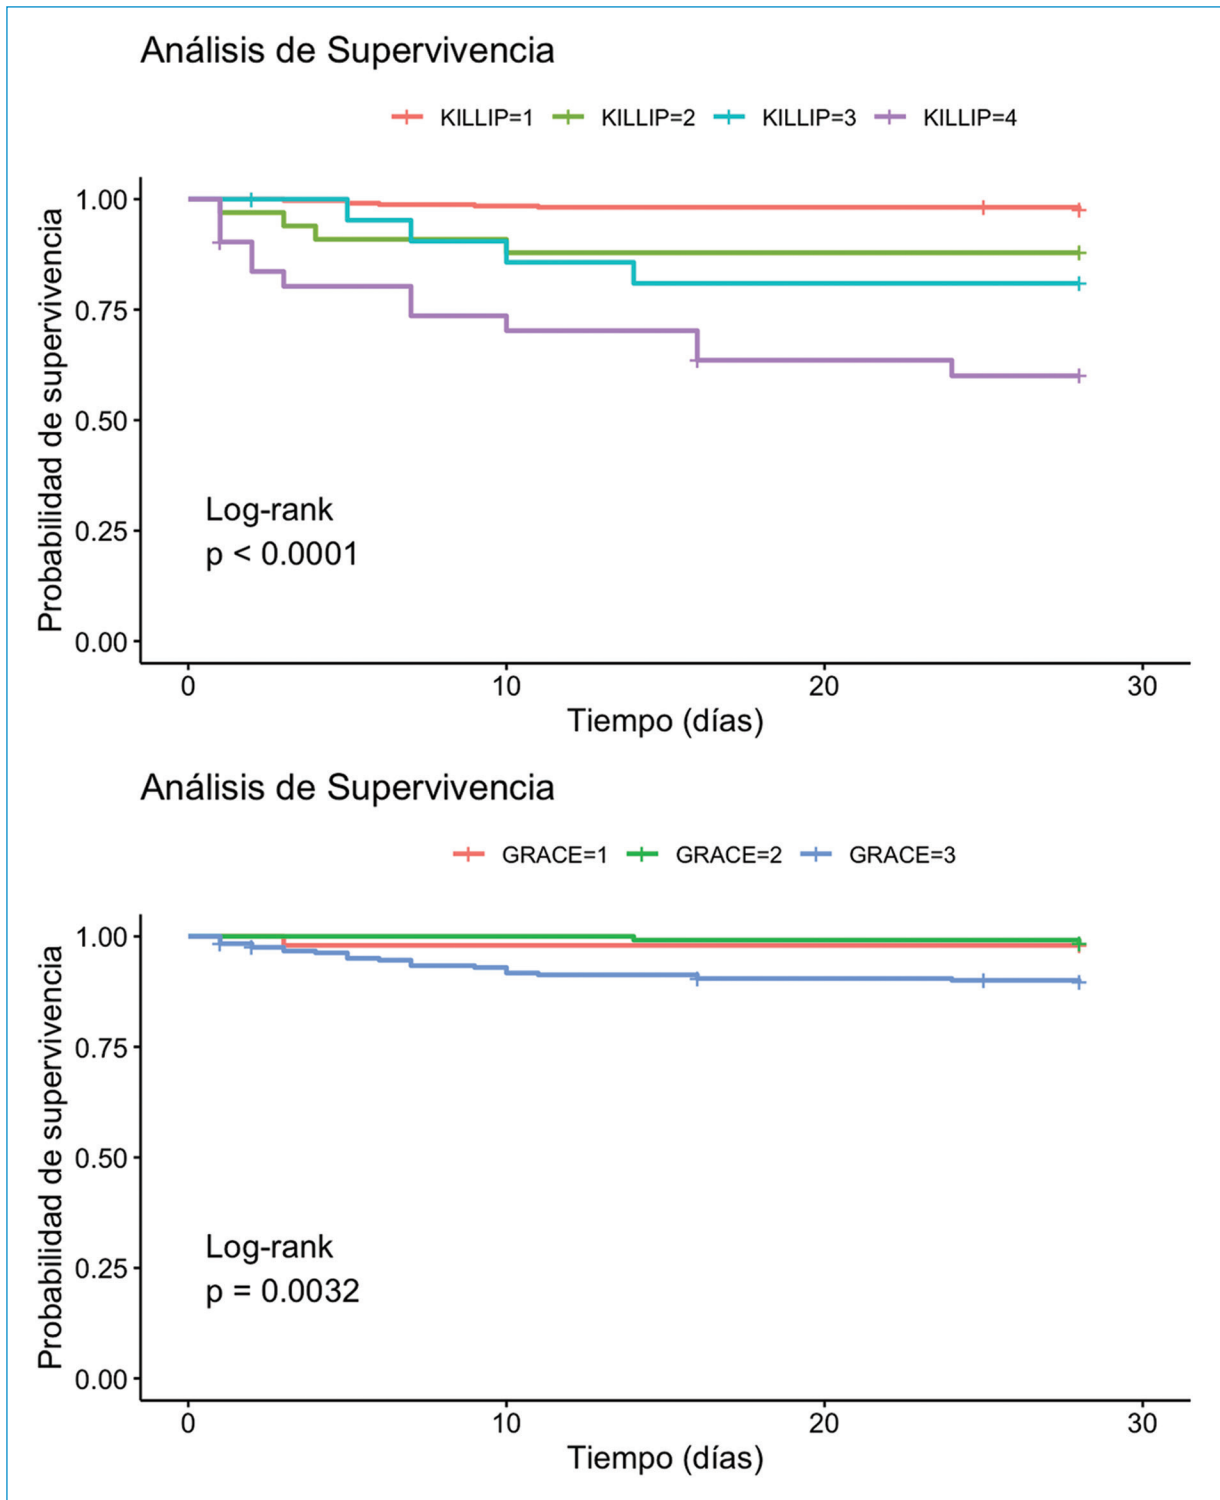 Análisis de Supervivencia
KILLIP=1 KILLIP=2 KILLIP=3 KILLIP=4
Probabilidad de supervivencia
1.00
0.75
0.50
0.25
0.00
Log-rank
p < 0.0001
0 10 20 30
Tiempo (días)
Análisis de Supervivencia
GRACE=1 GRACE=2 GRACE=3
Probabilidad de supervivencia
1.00
0.75
0.50
0.25
0.00
Log-rank
p = 0.0032
0 10 20 30
Tiempo (días)